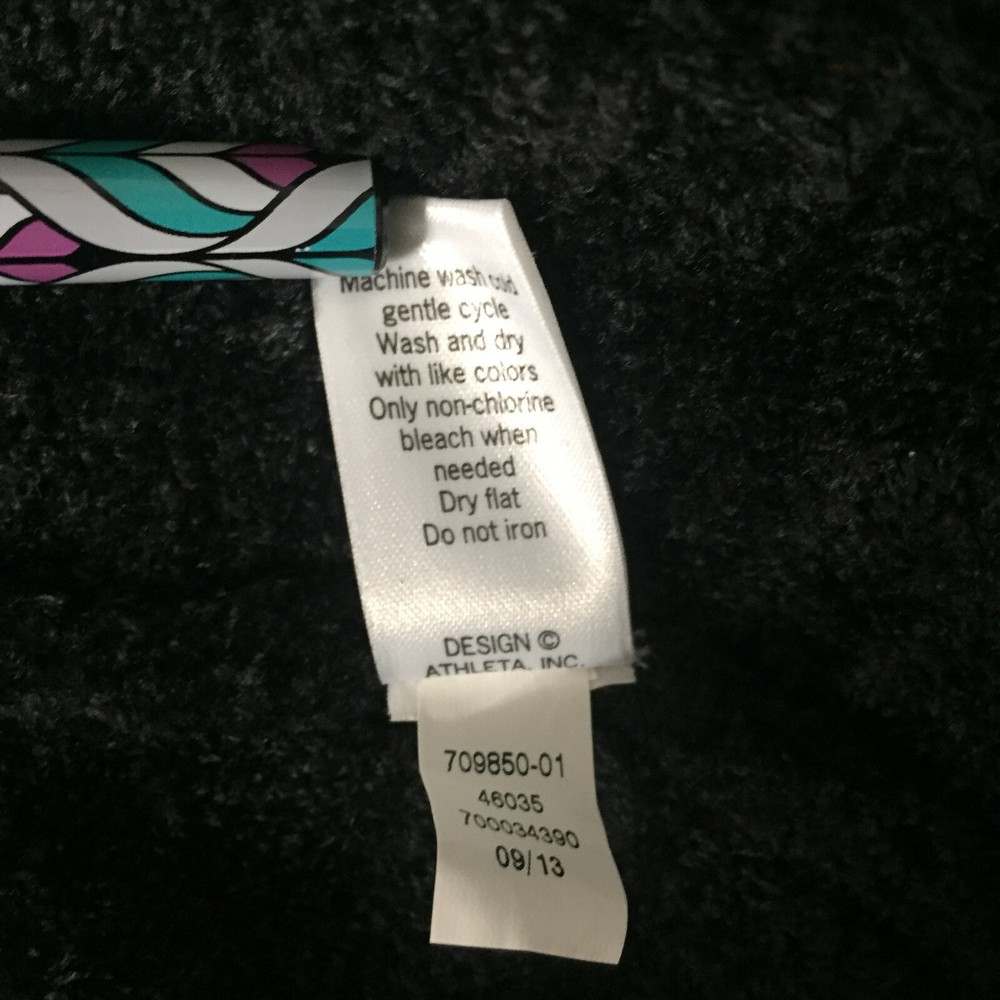 Machine wash cold
gentle cycle
Wash and dry
with like colors
Only non-chlorine
bleach when
needed
Dry flat
Do not iron
DESIGN ©
ATHLETA, INC.
709850-01
46035
700034390
09/13